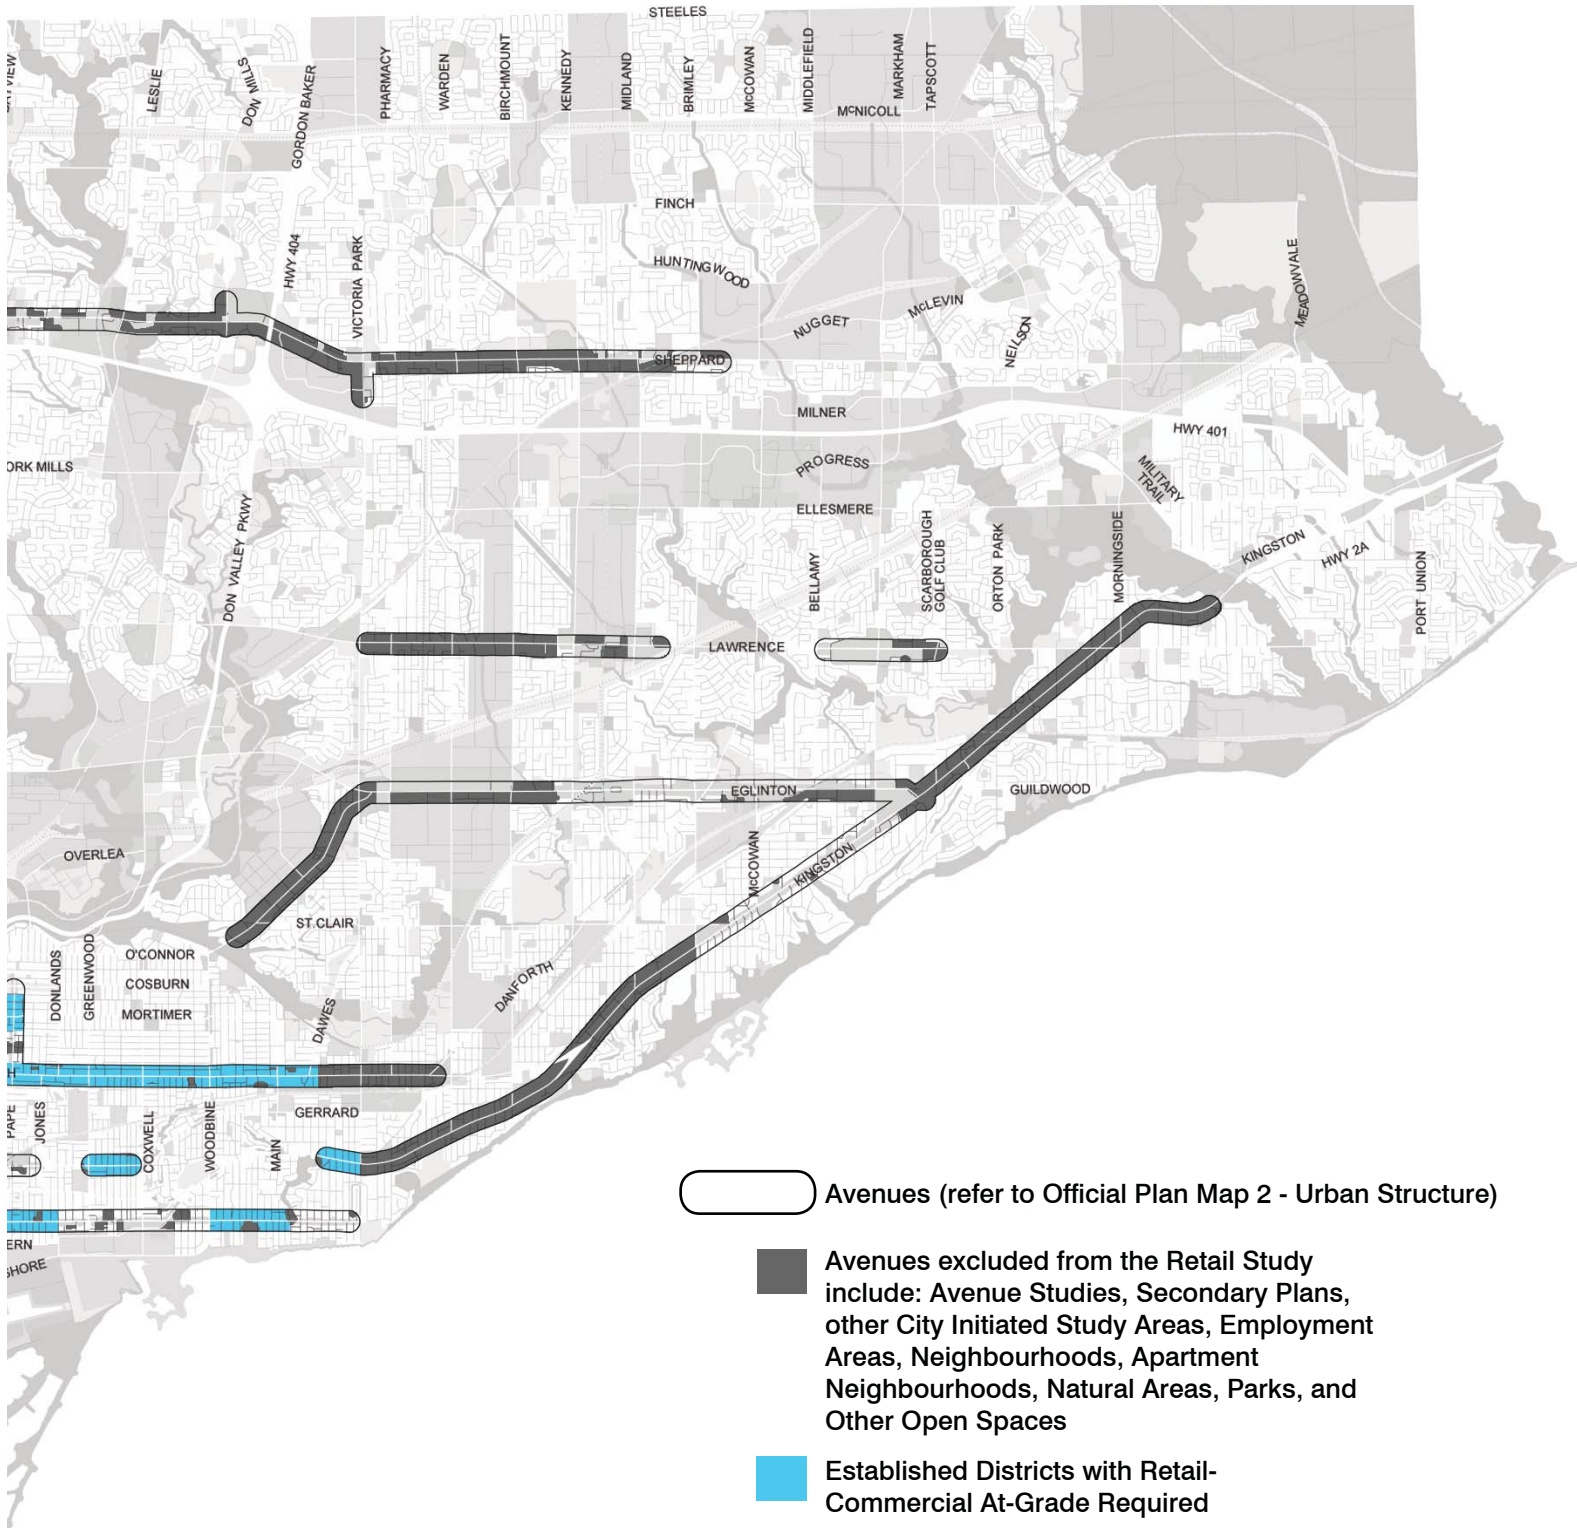 STEELES
LESLIE
DON MILLS
GORDON BAKER
PHARMACY
WARDEN
BIRCHMOUNT
KENNEDY
MIDLAND
BRIMLEY
McCOWAN
MIDDLEFIELD
MARKHAM
TAPSCOTT
McNICOLL
FINCH
HWY 404
VICTORIA PARK
HUNTINGWOOD
NUGGET
McLEVIN
NEILSON
MEADOWVALE
SHEPPARD
MILNER
HWY 401
ORK MILLS
PROGRESS
MILITARY
TRAIL
ELLESMERE
DON VALLEY PKWY
BELLAMY
SCARBOROUGH
GOLF CLUB
ORTON PARK
MORNINGSIDE
KINGSTON
HWY 2A
PORT UNION
LAWRENCE
EGLINTON
GUILDWOOD
OVERLEA
McCOWAN
KINGSTON
ST.CLAIR
DONLANDS
GREENWOOD
O'CONNOR
COSBURN
MORTIMER
DAWES
DANFORTH
H
PAPE
JONES
COXWELL
WOODBINE
MAIN
GERRARD
ERN
SHORE
Avenues (refer to Official Plan Map 2 - Urban Structure)
Avenues excluded from the Retail Study
include: Avenue Studies, Secondary Plans,
other City Initiated Study Areas, Employment
Areas, Neighbourhoods, Apartment
Neighbourhoods, Natural Areas, Parks, and
Other Open Spaces
Established Districts with Retail-
Commercial At-Grade Required